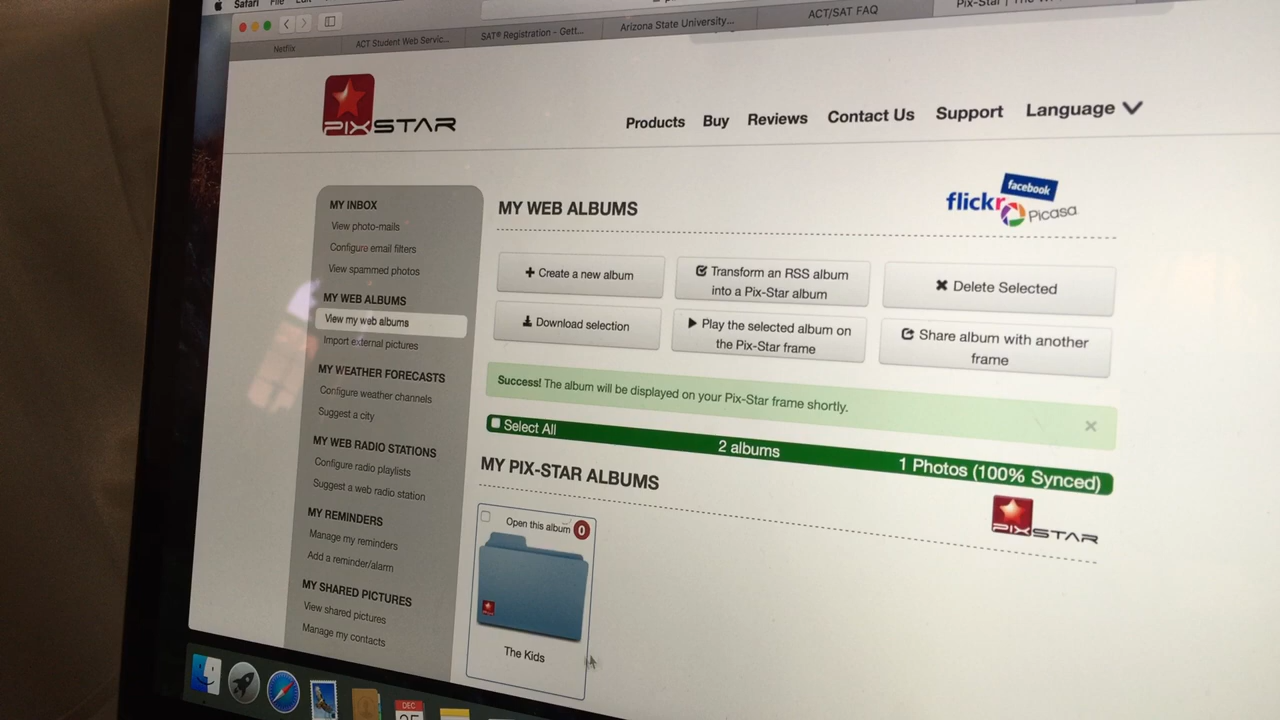 Safari File
Netflix
ACT Student Web Servic...
SAT® Registration - Gett...
Arizona State University...
ACT/SAT FAQ
PIXSTAR
Products
Buy
Reviews
Contact Us
Support
Language
MY INBOX
View photo-mails
Configure email filters
View spammed photos
MY WEB ALBUMS
View my web albums
Import external pictures
MY WEATHER FORECASTS
Configure weather channels
Suggest a city
MY WEB RADIO STATIONS
Configure radio playlists
Suggest a web radio station
MY REMINDERS
Manage my reminders
Add a reminder/alarm
MY SHARED PICTURES
View shared pictures
Manage my contacts
MY WEB ALBUMS
flickr
facebook
Picasa
Create a new album
Transform an RSS album
into a Pix-Star album
Delete Selected
Download selection
Play the selected album on
the Pix-Star frame
Share album with another
frame
Success! The album will be displayed on your Pix-Star frame shortly.
Select All
2 albums
1 Photos (100% Synced)
MY PIX-STAR ALBUMS
PIXSTAR
Open this album
0
The Kids
DEC